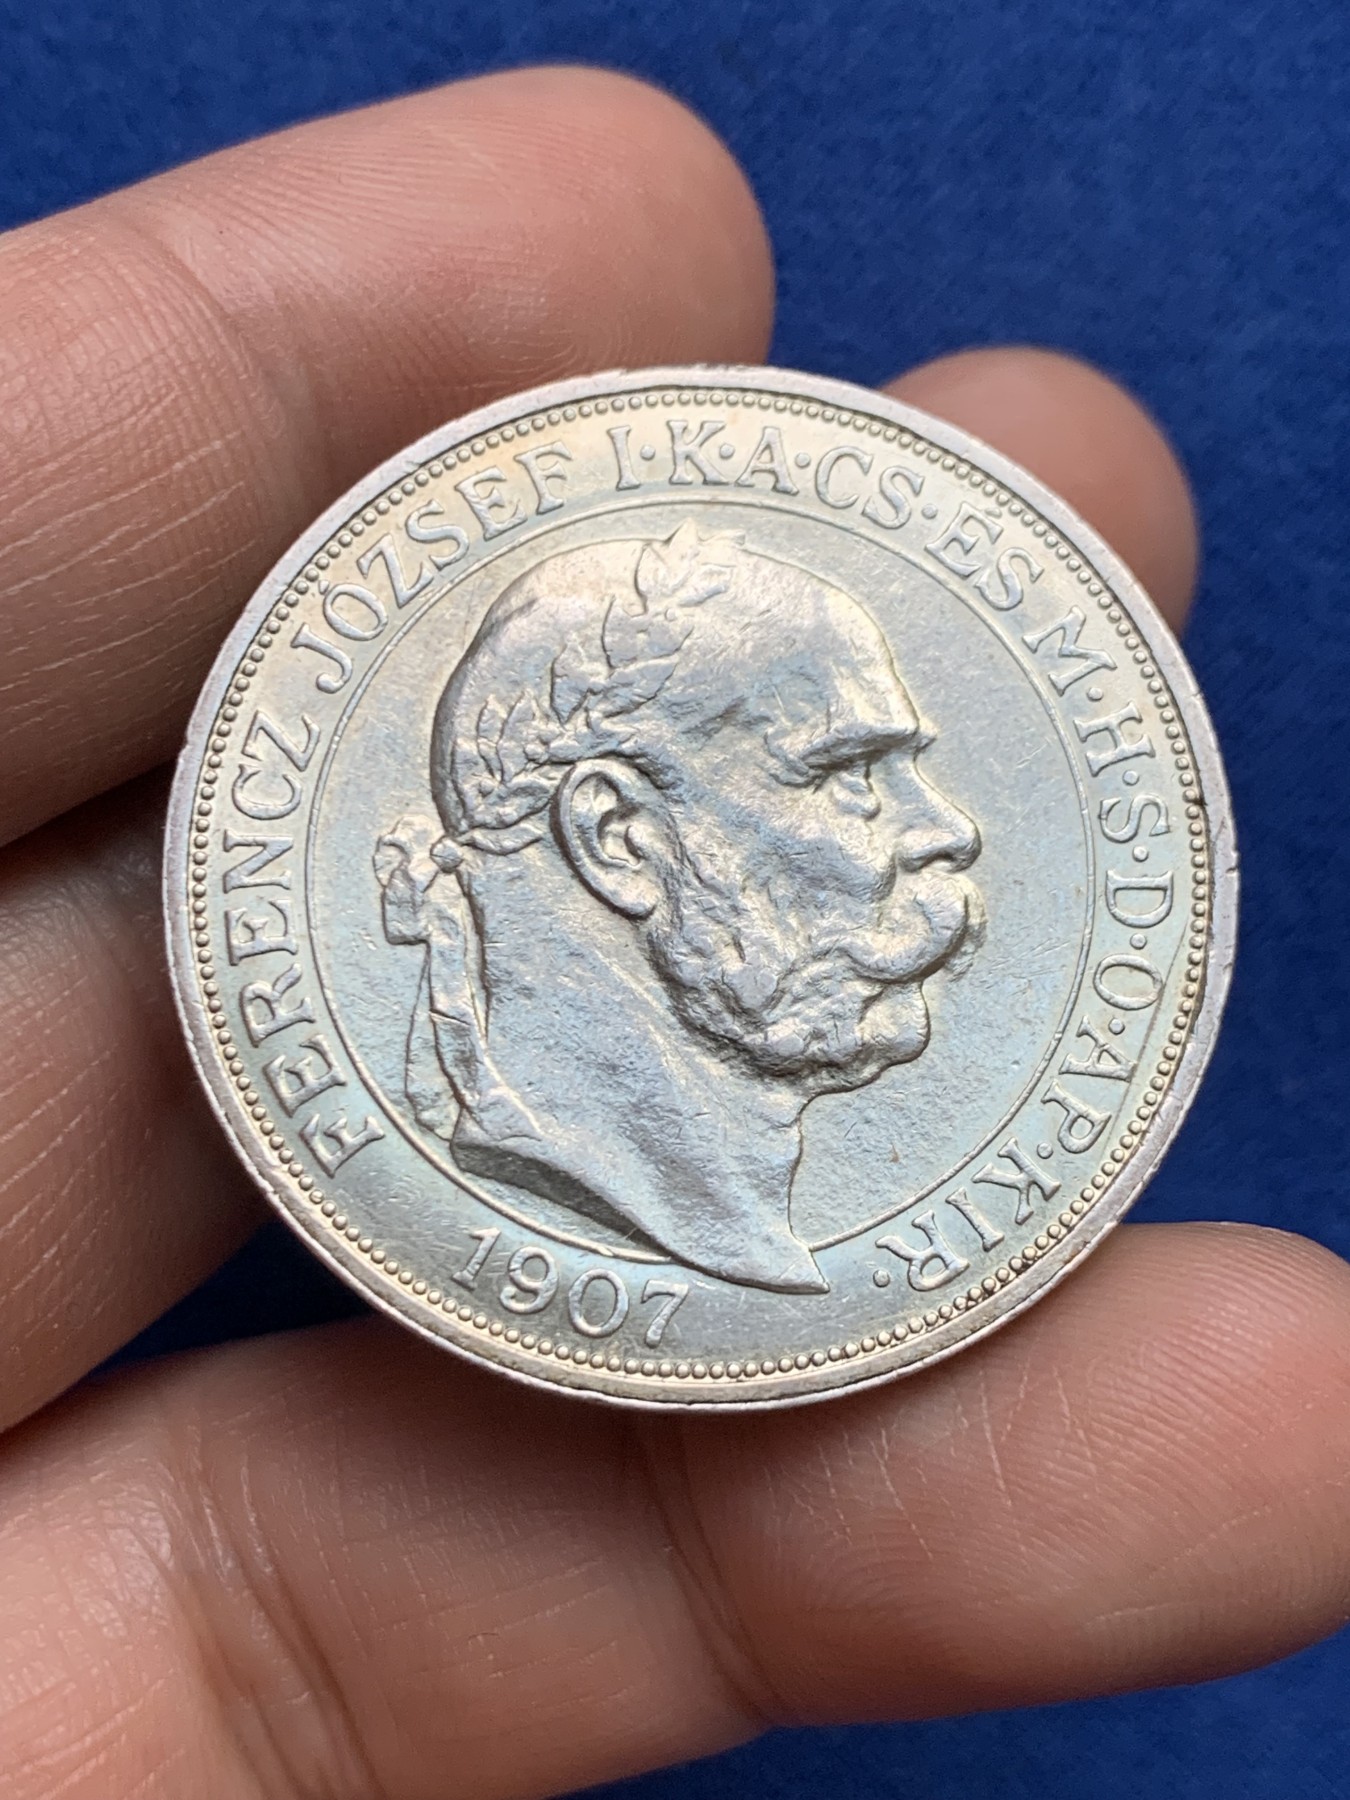 FERENCZ JÓZSEF I·K·A·CS·ÉS·M·H·S·D·O·AP·KIR·
1907